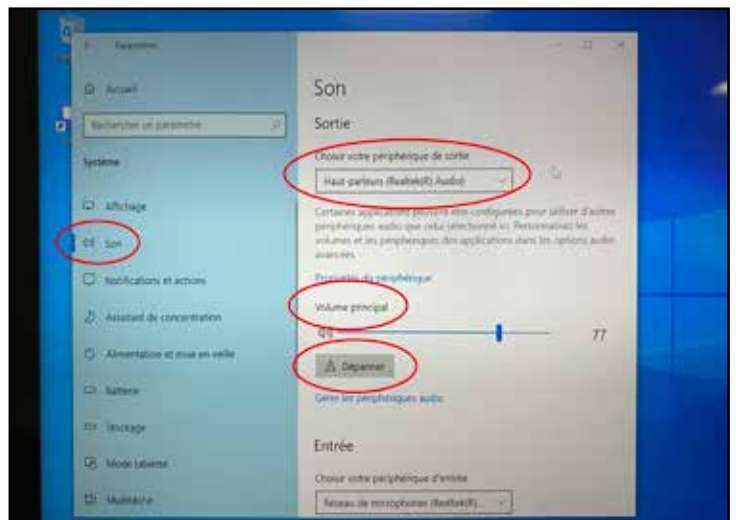 Paramètres
Accueil
Rechercher un paramètre
Système
Affichage
Son
Notifications et actions
Assistant de concentration
Alimentation et mise en veille
Batterie
Stockage
Mode tablette
Multitâche
Son
Sortie
Choisir votre périphérique de sortie
Haut-parleurs (Realtek(R) Audio)
Certaines applications peuvent être configurées pour utiliser d'autres
périphériques audio que celui sélectionné ici. Personnalisez les
volumes et les périphériques des applications dans les options audio
avancées.
Propriétés du périphérique
Volume principal
77
Dépanner
Gérer les périphériques audio
Entrée
Choisir votre périphérique d'entrée
Réseau de microphones (Realtek(R)...